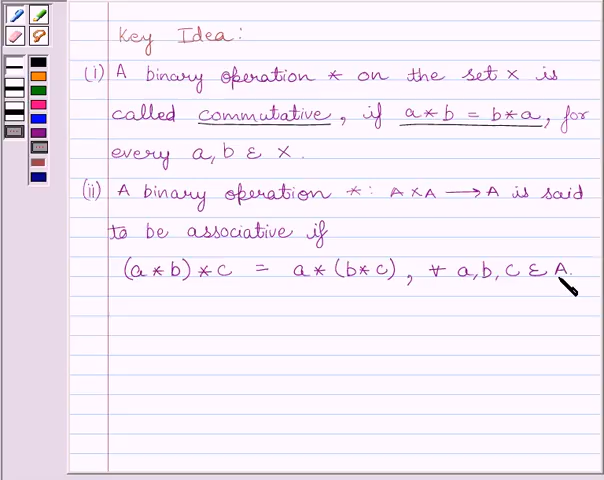 Key Idea:
(i) A binary operation * on the set X is
called commutative, if a*b = b*a, for
every a, b ε X.
(ii) A binary operation *: A×A → A is said
to be associative if
(a*b)*c = a*(b*c), ∀ a, b, c ε A.